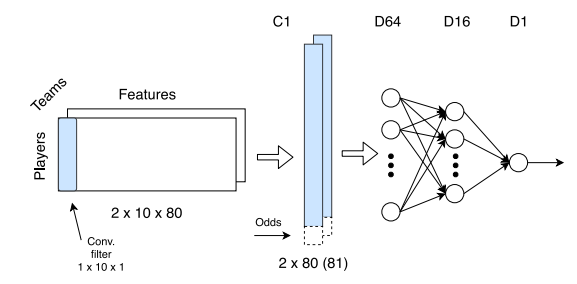 C1
D64
D16
D1
Teams
Features
Players
2 x 10 x 80
Conv.
filter
1 x 10 x 1
Odds
2 x 80 (81)